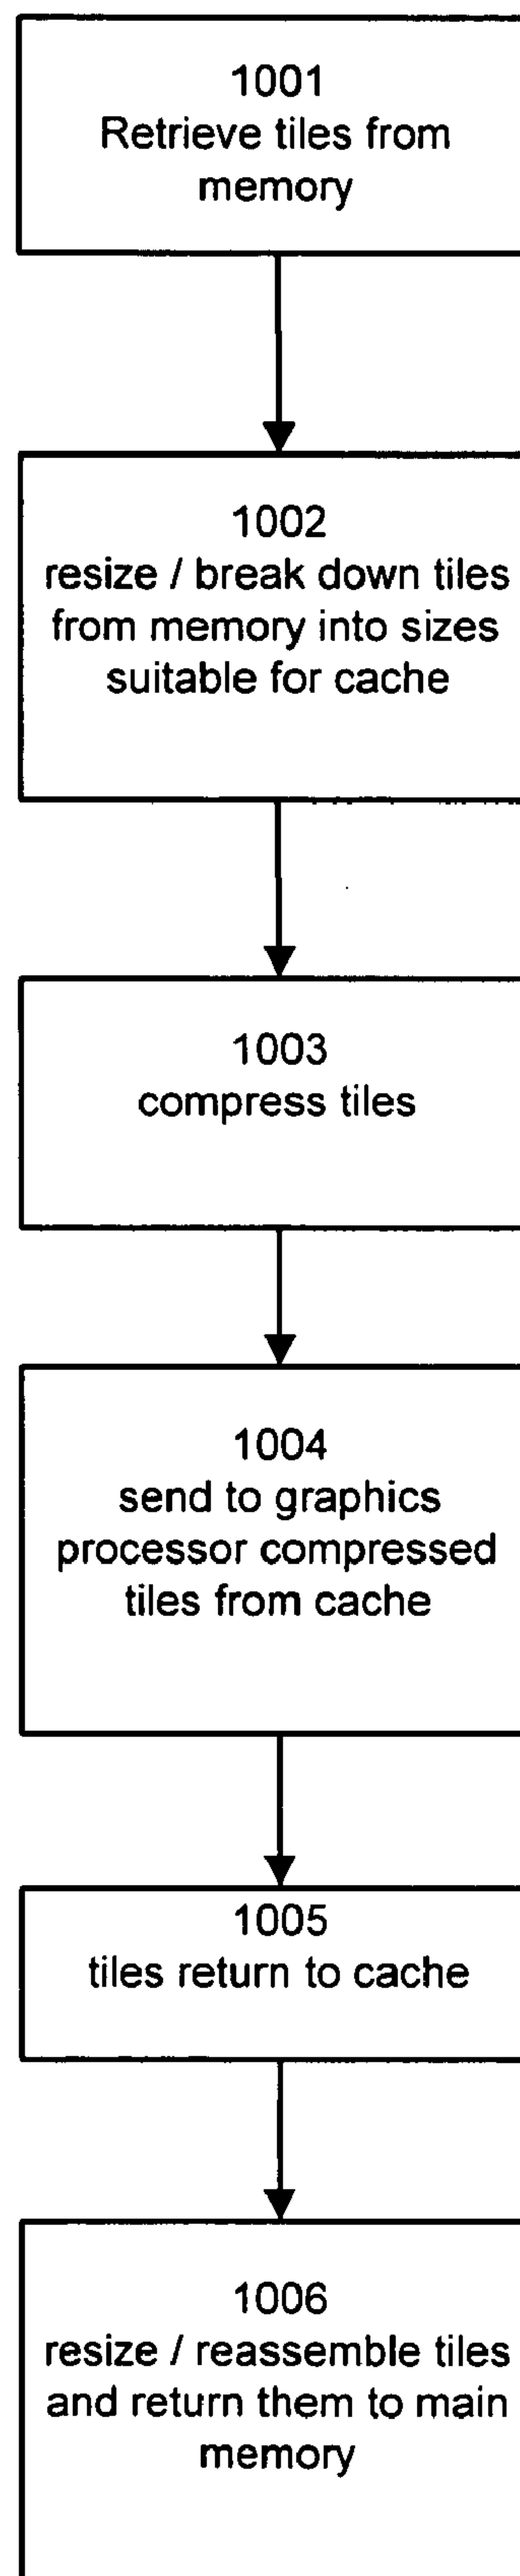 1001
Retrieve tiles from
memory
1002
resize / break down tiles
from memory into sizes
suitable for cache
1003
compress tiles
1004
send to graphics
processor compressed
tiles from cache
1005
tiles return to cache
1006
resize / reassemble tiles
and return them to main
memory